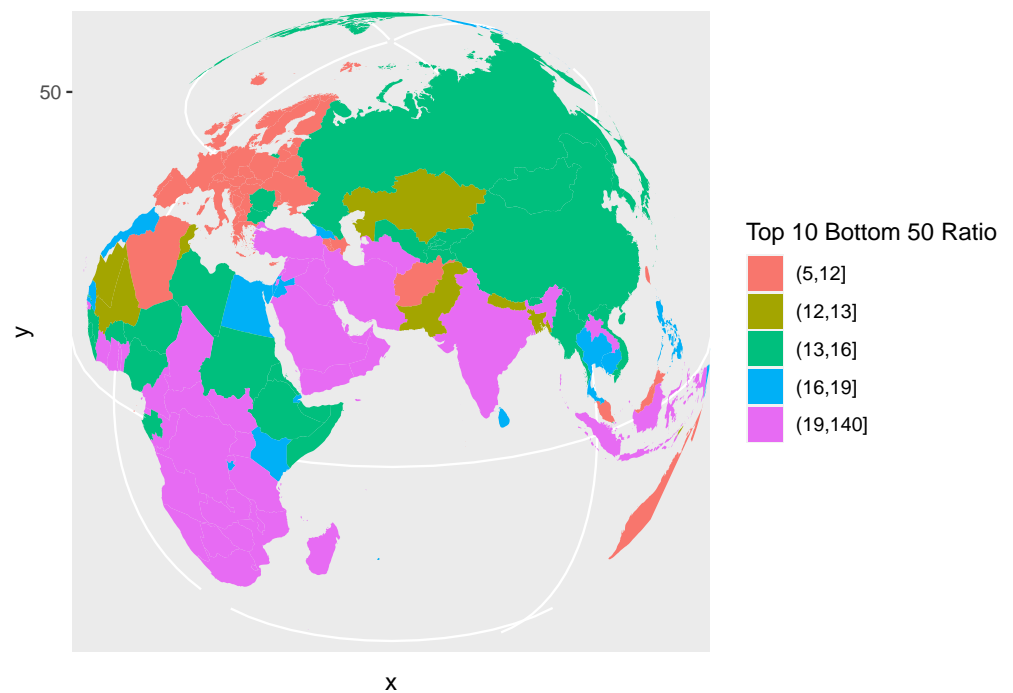 50
y
x
Top 10 Bottom 50 Ratio
(5,12]
(12,13]
(13,16]
(16,19]
(19,140]